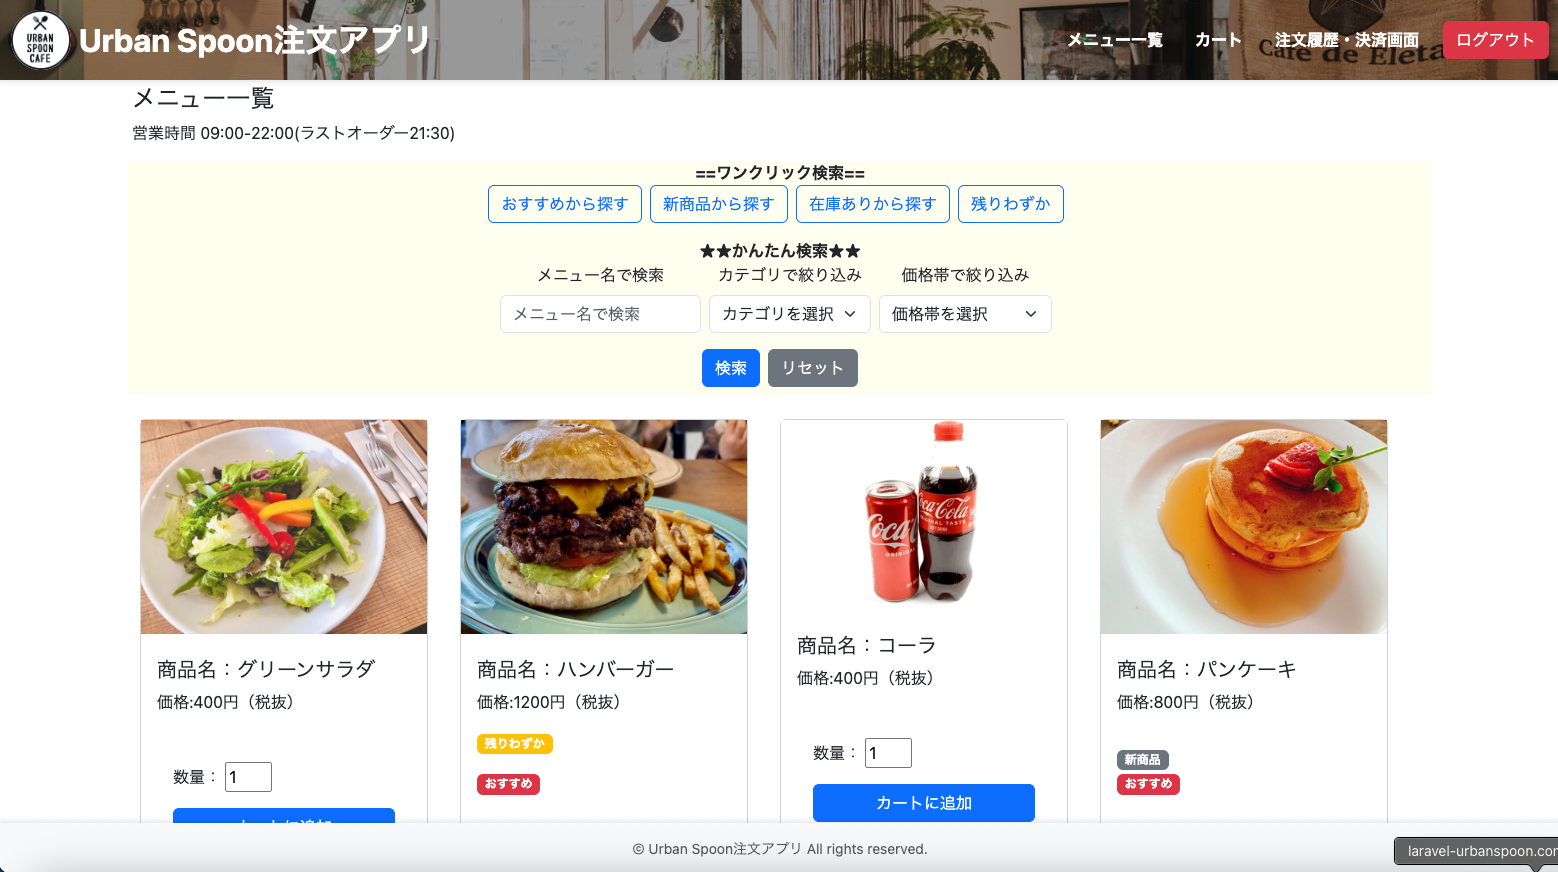 URBAN
SPOON
CAFE
Urban Spoon注文アプリ
メニュー一覧
カート
注文履歴・決済画面
ログアウト
Café de Eleta
メニュー一覧
営業時間 09:00-22:00(ラストオーダー21:30)
==ワンクリック検索==
おすすめから探す
新商品から探す
在庫ありから探す
残りわずか
★★かんたん検索★★
メニュー名で検索
カテゴリで絞り込み
価格帯で絞り込み
メニュー名で検索
カテゴリを選択
価格帯を選択
検索
リセット
商品名：グリーンサラダ
価格:400円（税抜）
数量：
1
カートに追加
商品名：ハンバーガー
価格:1200円（税抜）
残りわずか
おすすめ
Coca
ORIGINAL
Coca-Cola
ORIGINAL TASTE
商品名：コーラ
価格:400円（税抜）
数量：
1
カートに追加
商品名：パンケーキ
価格:800円（税抜）
新商品
おすすめ
© Urban Spoon注文アプリ All rights reserved.
laravel-urbanspoon.com